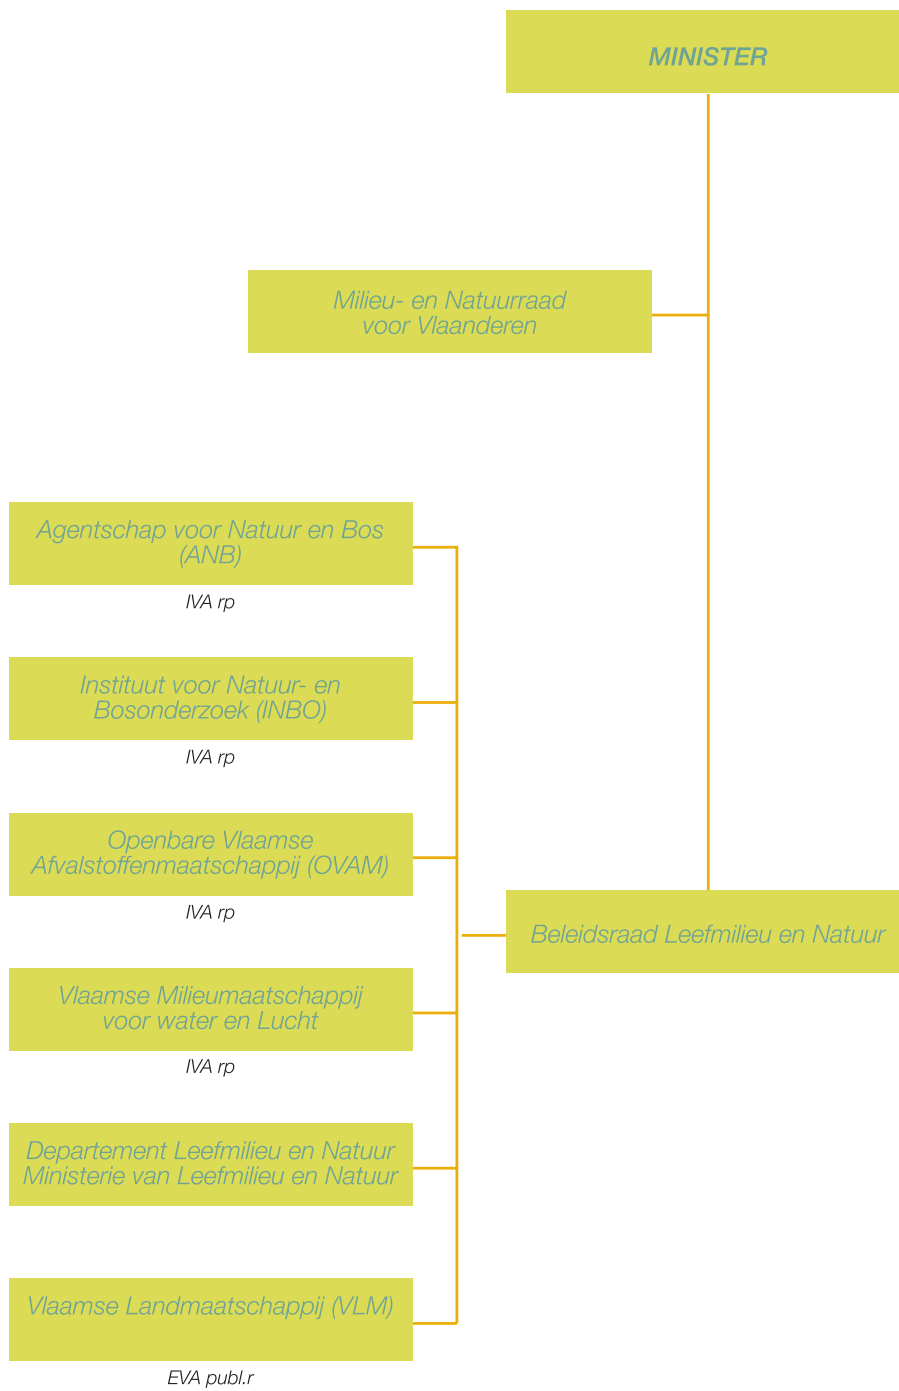 MINISTER
Milieu- en Natuurraad
voor Vlaanderen
Agentschap voor Natuur en Bos
(ANB)
IVA rp
Instituut voor Natuur- en
Bosonderzoek (INBO)
IVA rp
Openbare Vlaamse
Afvalstoffenmaatschappij (OVAM)
IVA rp
Beleidsraad Leefmilieu en Natuur
Vlaamse Milieumaatschappij
voor water en Lucht
IVA rp
Departement Leefmilieu en Natuur
Ministerie van Leefmilieu en Natuur
Vlaamse Landmaatschappij (VLM)
EVA publ.r